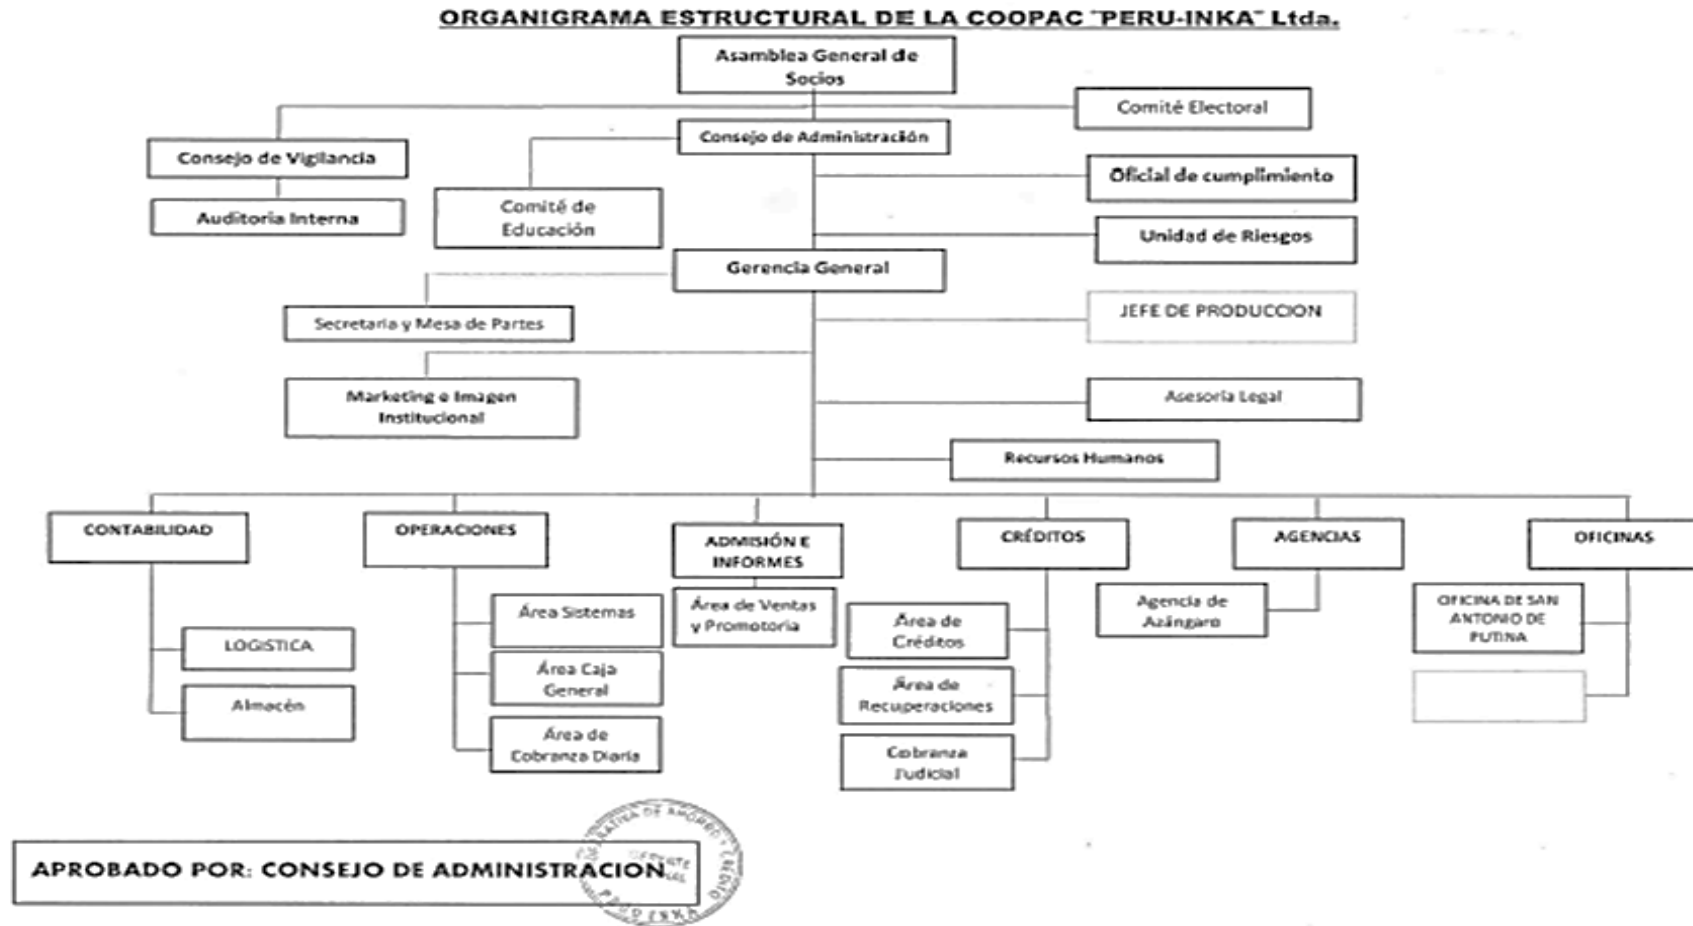 ORGANIGRAMA ESTRUCTURAL DE LA COOPAC "PERU-INKA" Ltda.
Asamblea General de
Socios
Comité Electoral
Consejo de Administración
Consejo de Vigilancia
Oficial de cumplimiento
Auditoria Interna
Comité de
Educación
Unidad de Riesgos
Gerencia General
Secretaria y Mesa de Partes
JEFE DE PRODUCCION
Marketing e Imagen
Institucional
Asesoría Legal
Recursos Humanos
CONTABILIDAD
OPERACIONES
ADMISIÓN E
INFORMES
CRÉDITOS
AGENCIAS
OFICINAS
LOGISTICA
Almacén
Área Sistemas
Área Caja
General
Área de
Cobranza Diaria
Área de Ventas
y Promotoria
Área de
Créditos
Área de
Recuperaciones
Cobranza
Judicial
Agencia de
Azángaro
OFICINA DE SAN
ANTONIO DE
PUTINA
APROBADO POR: CONSEJO DE ADMINISTRACION
DE AHORRO Y CRÉDITO